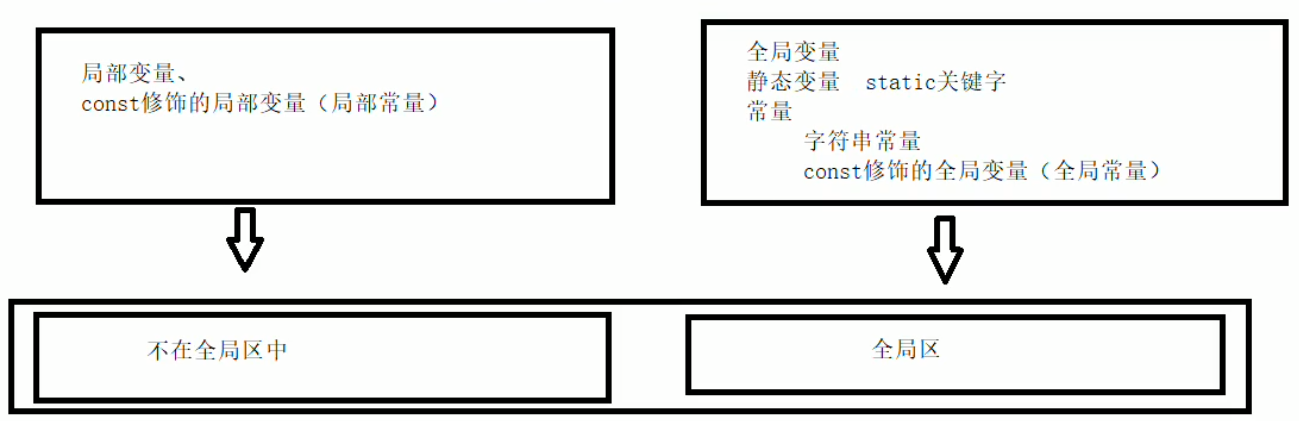 局部变量、
const修饰的局部变量（局部常量）
全局变量
静态变量 static关键字
常量
字符串常量
const修饰的全局变量（全局常量）
不在全局区中
全局区